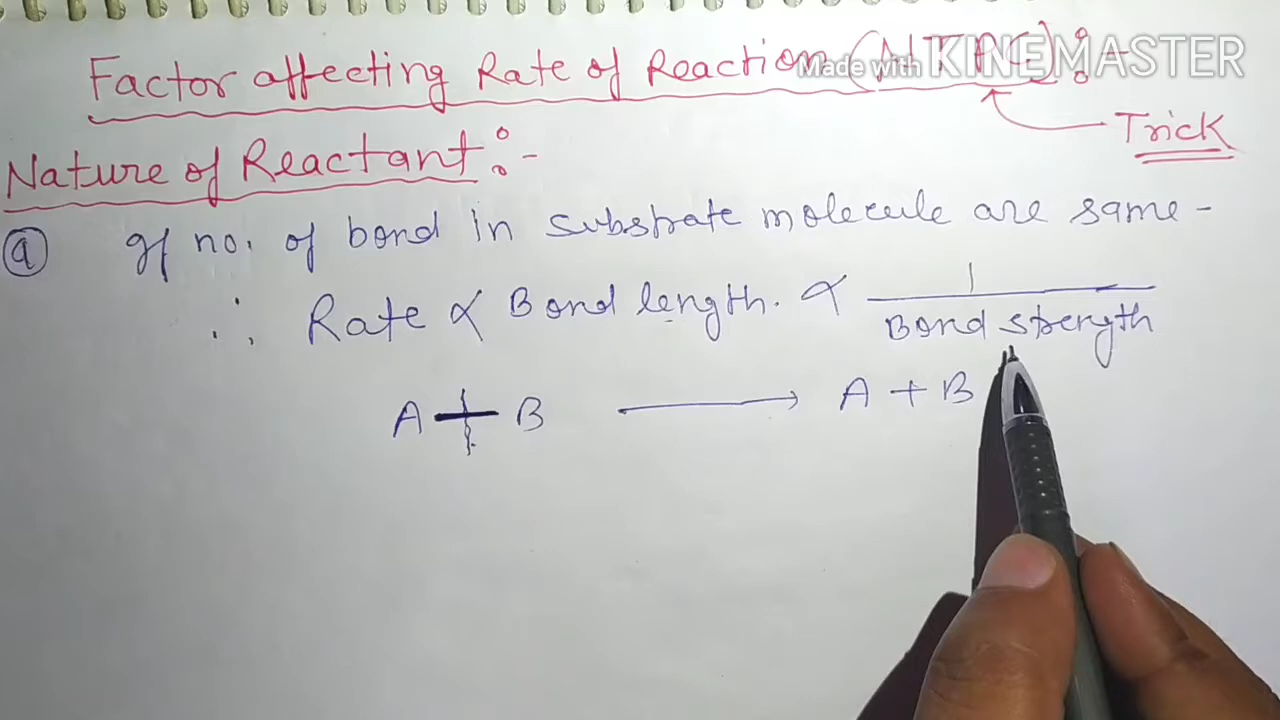 Factor affecting Rate of Reaction (NTPC) :-
Made with KINEMASTER
Trick
Nature of Reactant :-
(a) If no. of bond in substrate molecule are same -
∴ Rate ∝ Bond length. ∝ 1 / Bond strength
A — B ⟶ A + B